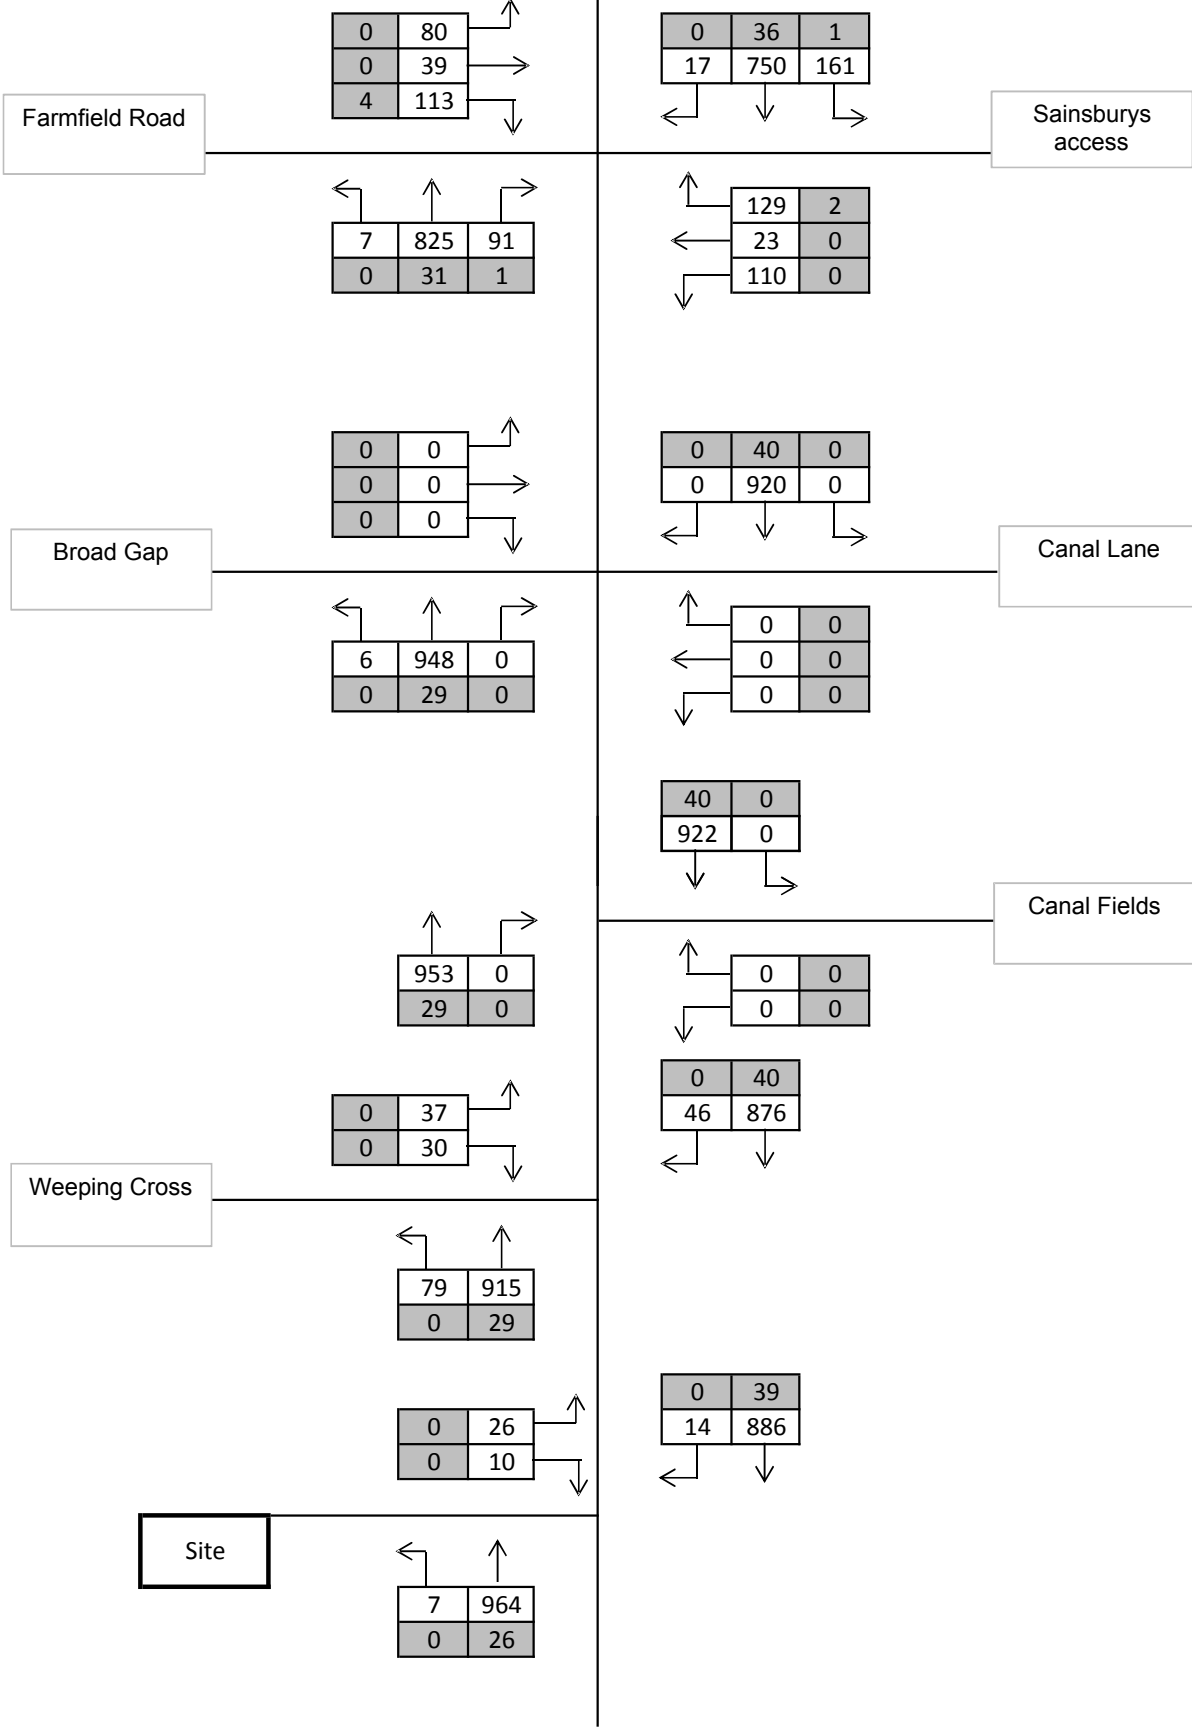 0 80
0 39
4 113
0 36 1
17 750 161
Farmfield Road
Sainsburys
access
7 825 91
0 31 1
129 2
23 0
110 0
0 0
0 0
0 0
0 40 0
0 920 0
Broad Gap
Canal Lane
6 948 0
0 29 0
0 0
0 0
0 0
40 0
922 0
Canal Fields
953 0
29 0
0 0
0 0
0 37
0 30
0 40
46 876
Weeping Cross
79 915
0 29
0 26
0 10
0 39
14 886
Site
7 964
0 26